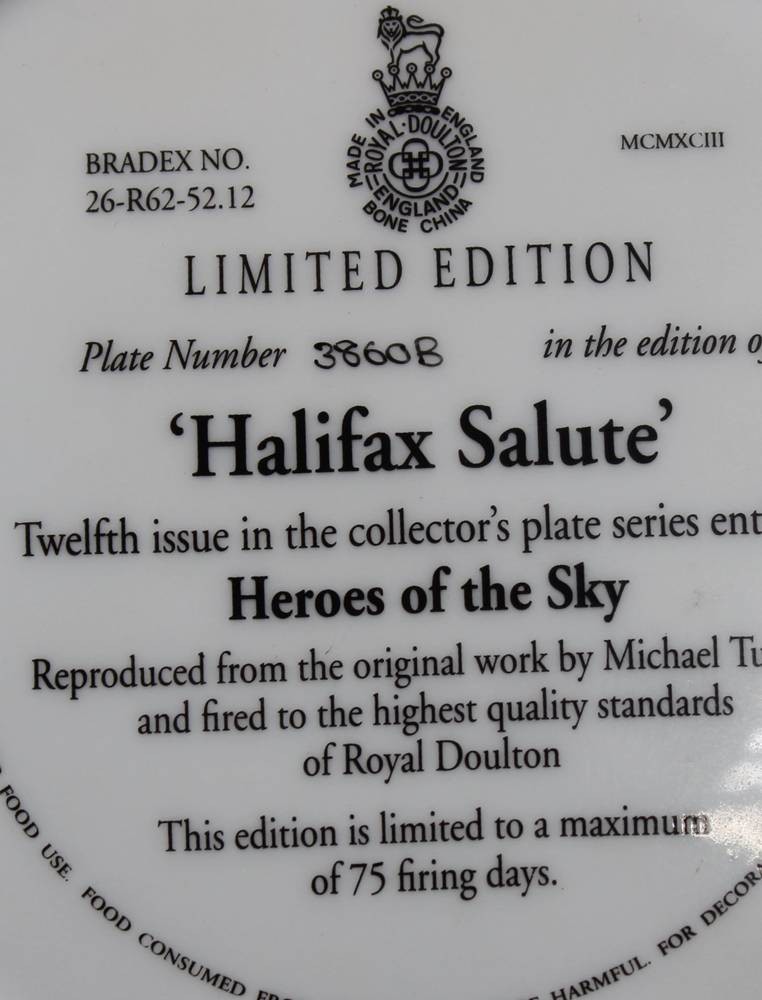 MADE IN ENGLAND
ROYAL·DOULTON
ENGLAND
BONE CHINA
MCMXCIII
BRADEX NO.
26-R62-52.12
LIMITED EDITION
Plate Number 3860B in the edition
'Halifax Salute'
Twelfth issue in the collector's plate series ent
Heroes of the Sky
Reproduced from the original work by Michael Tu
and fired to the highest quality standards
of Royal Doulton
This edition is limited to a maximum
of 75 firing days.
FOOD USE. FOOD CONSUMED HARMFUL. FOR DECOR